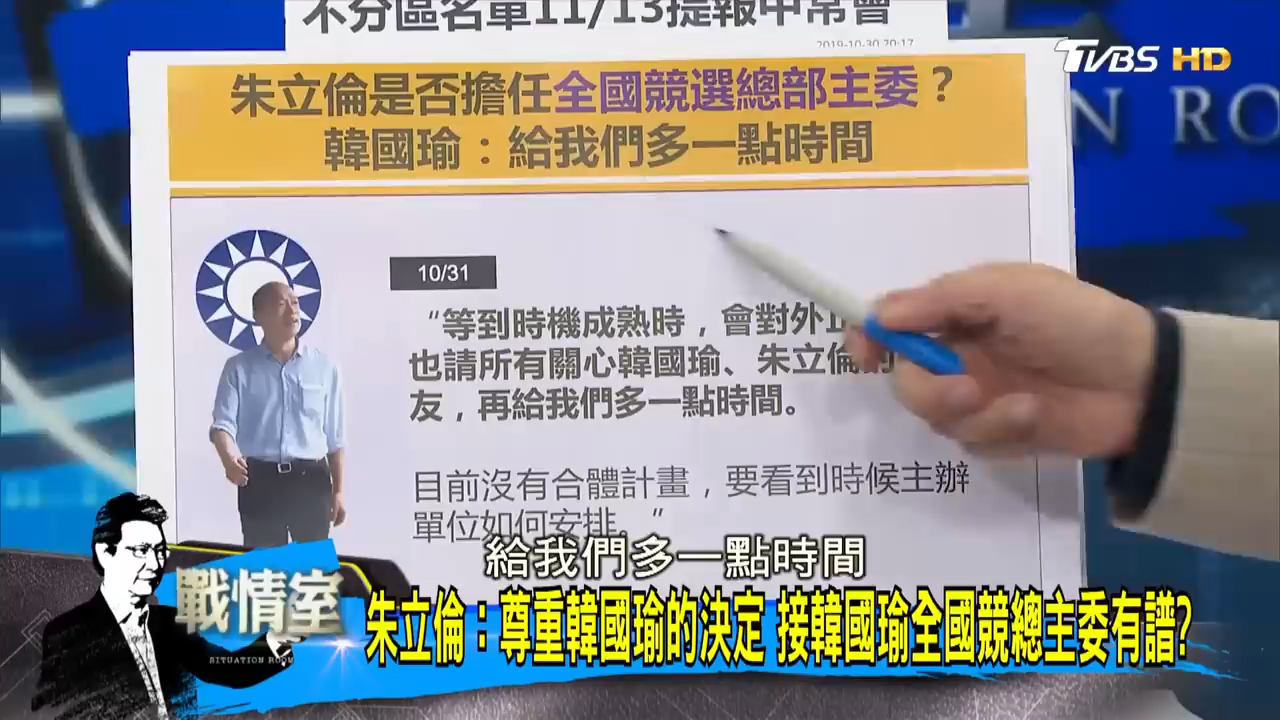 不分區名單11/13提報中常會
2019-10-30 20:17
TVBS HD
N RO
朱立倫是否擔任全國競選總部主委？
韓國瑜：給我們多一點時間
10/31
“等到時機成熟時，會對外
也請所有關心韓國瑜、朱立倫的
友，再給我們多一點時間。
目前沒有合體計畫，要看到時候主辦
單位如何安排。”
給我們多一點時間
戰情室
SITUATION ROOM
朱立倫：尊重韓國瑜的決定 接韓國瑜全國競總主委有譜?